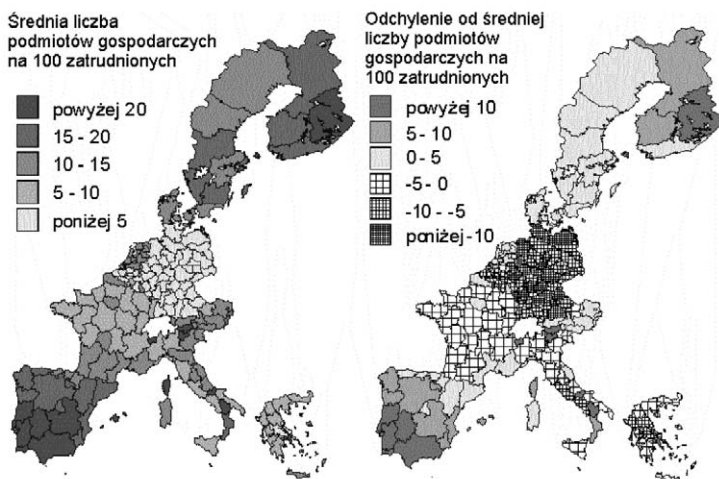 Średnia liczba
podmiotów gospodarczych
na 100 zatrudnionych
powyżej 20
15 - 20
10 - 15
5 - 10
poniżej 5
Odchylenie od średniej
liczby podmiotów
gospodarczych na
100 zatrudnionych
powyżej 10
5 - 10
0 - 5
-5 - 0
-10 - -5
poniżej -10